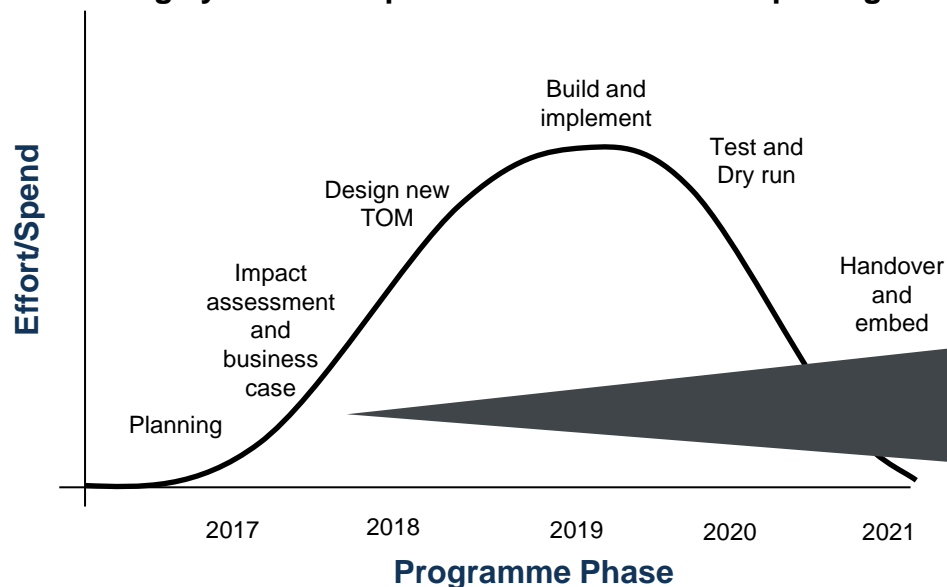 Build and
implement
Test and
Dry run
Design new
TOM
Handover
and
embed
Impact
assessment
and
business
case
Planning
Effort/Spend
2017
2018
2019
2020
2021
Programme Phase